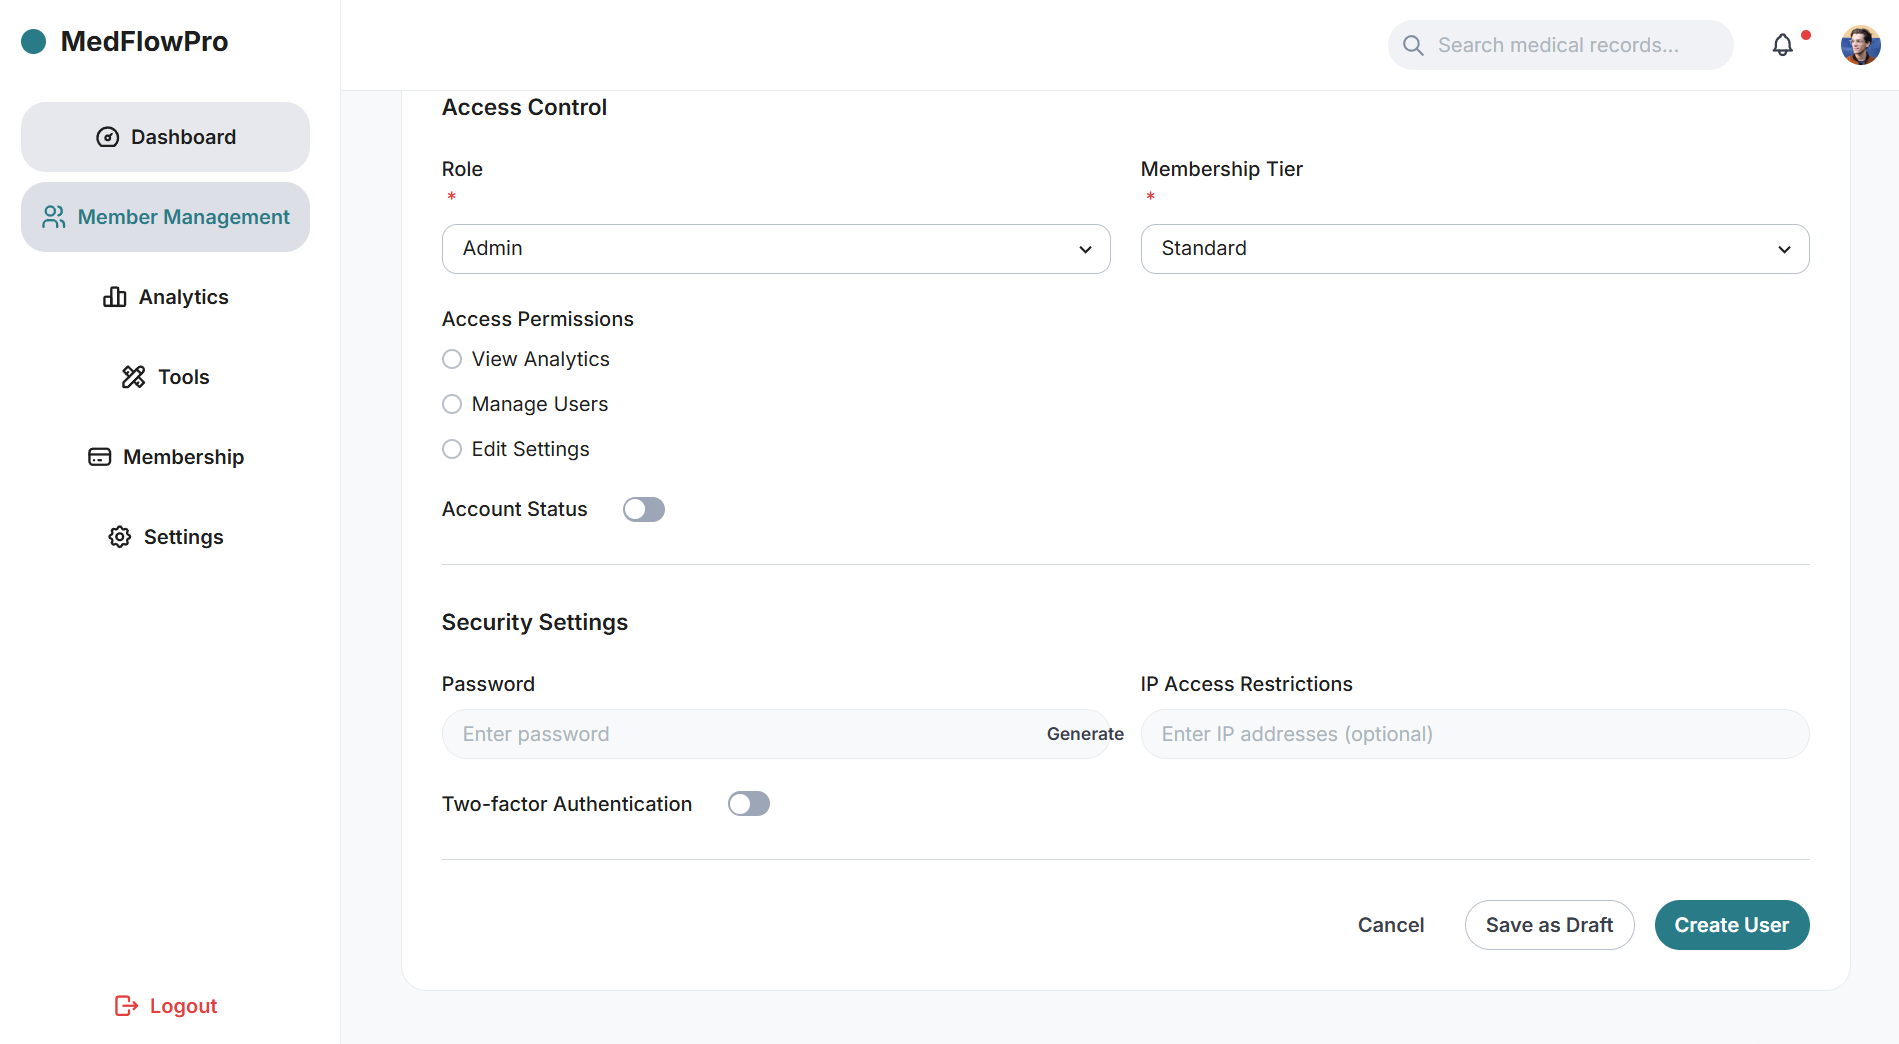 MedFlowPro
Search medical records...
Dashboard
Member Management
Analytics
Tools
Membership
Settings
Logout
Access Control
Role
*
Admin
Membership Tier
*
Standard
Access Permissions
View Analytics
Manage Users
Edit Settings
Account Status
Security Settings
Password
Enter password
Generate
IP Access Restrictions
Enter IP addresses (optional)
Two-factor Authentication
Cancel
Save as Draft
Create User